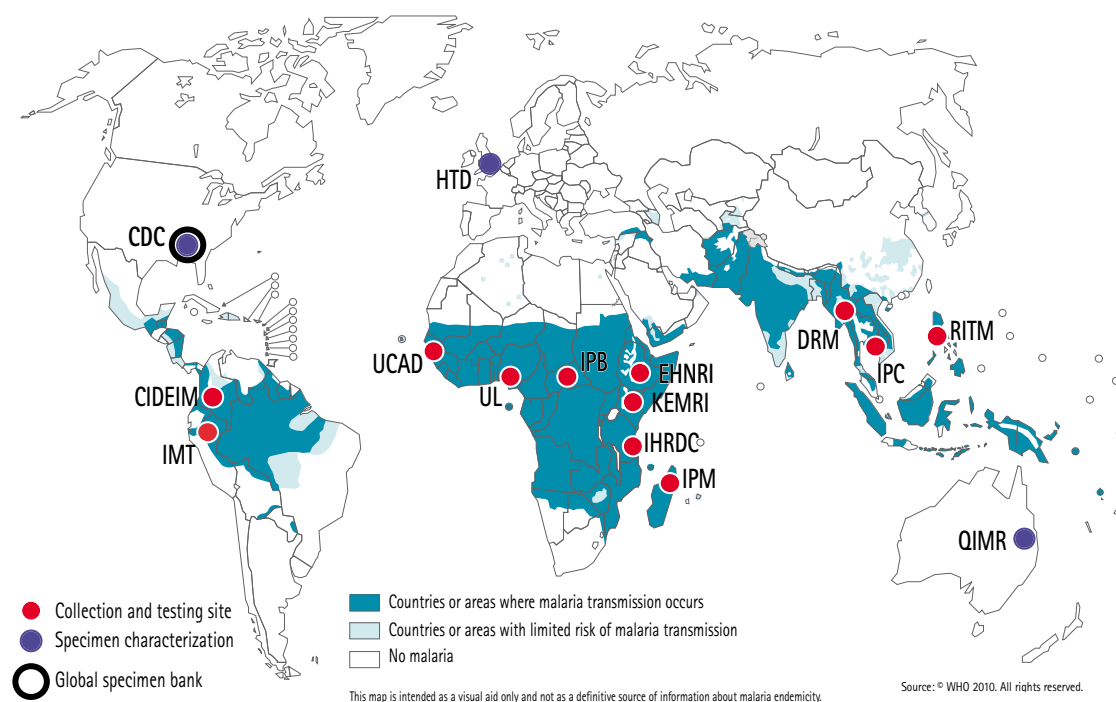 HTD
CDC
UCAD
UL
IPB
EHNRI
KEMRI
IHRDC
IPM
DRM
IPC
RITM
CIDEIM
IMT
QIMR
Collection and testing site
Specimen characterization
Global specimen bank
Countries or areas where malaria transmission occurs
Countries or areas with limited risk of malaria transmission
No malaria
This map is intended as a visual aid only and not as a definitive source of information about malaria endemicity.
Source: © WHO 2010. All rights reserved.